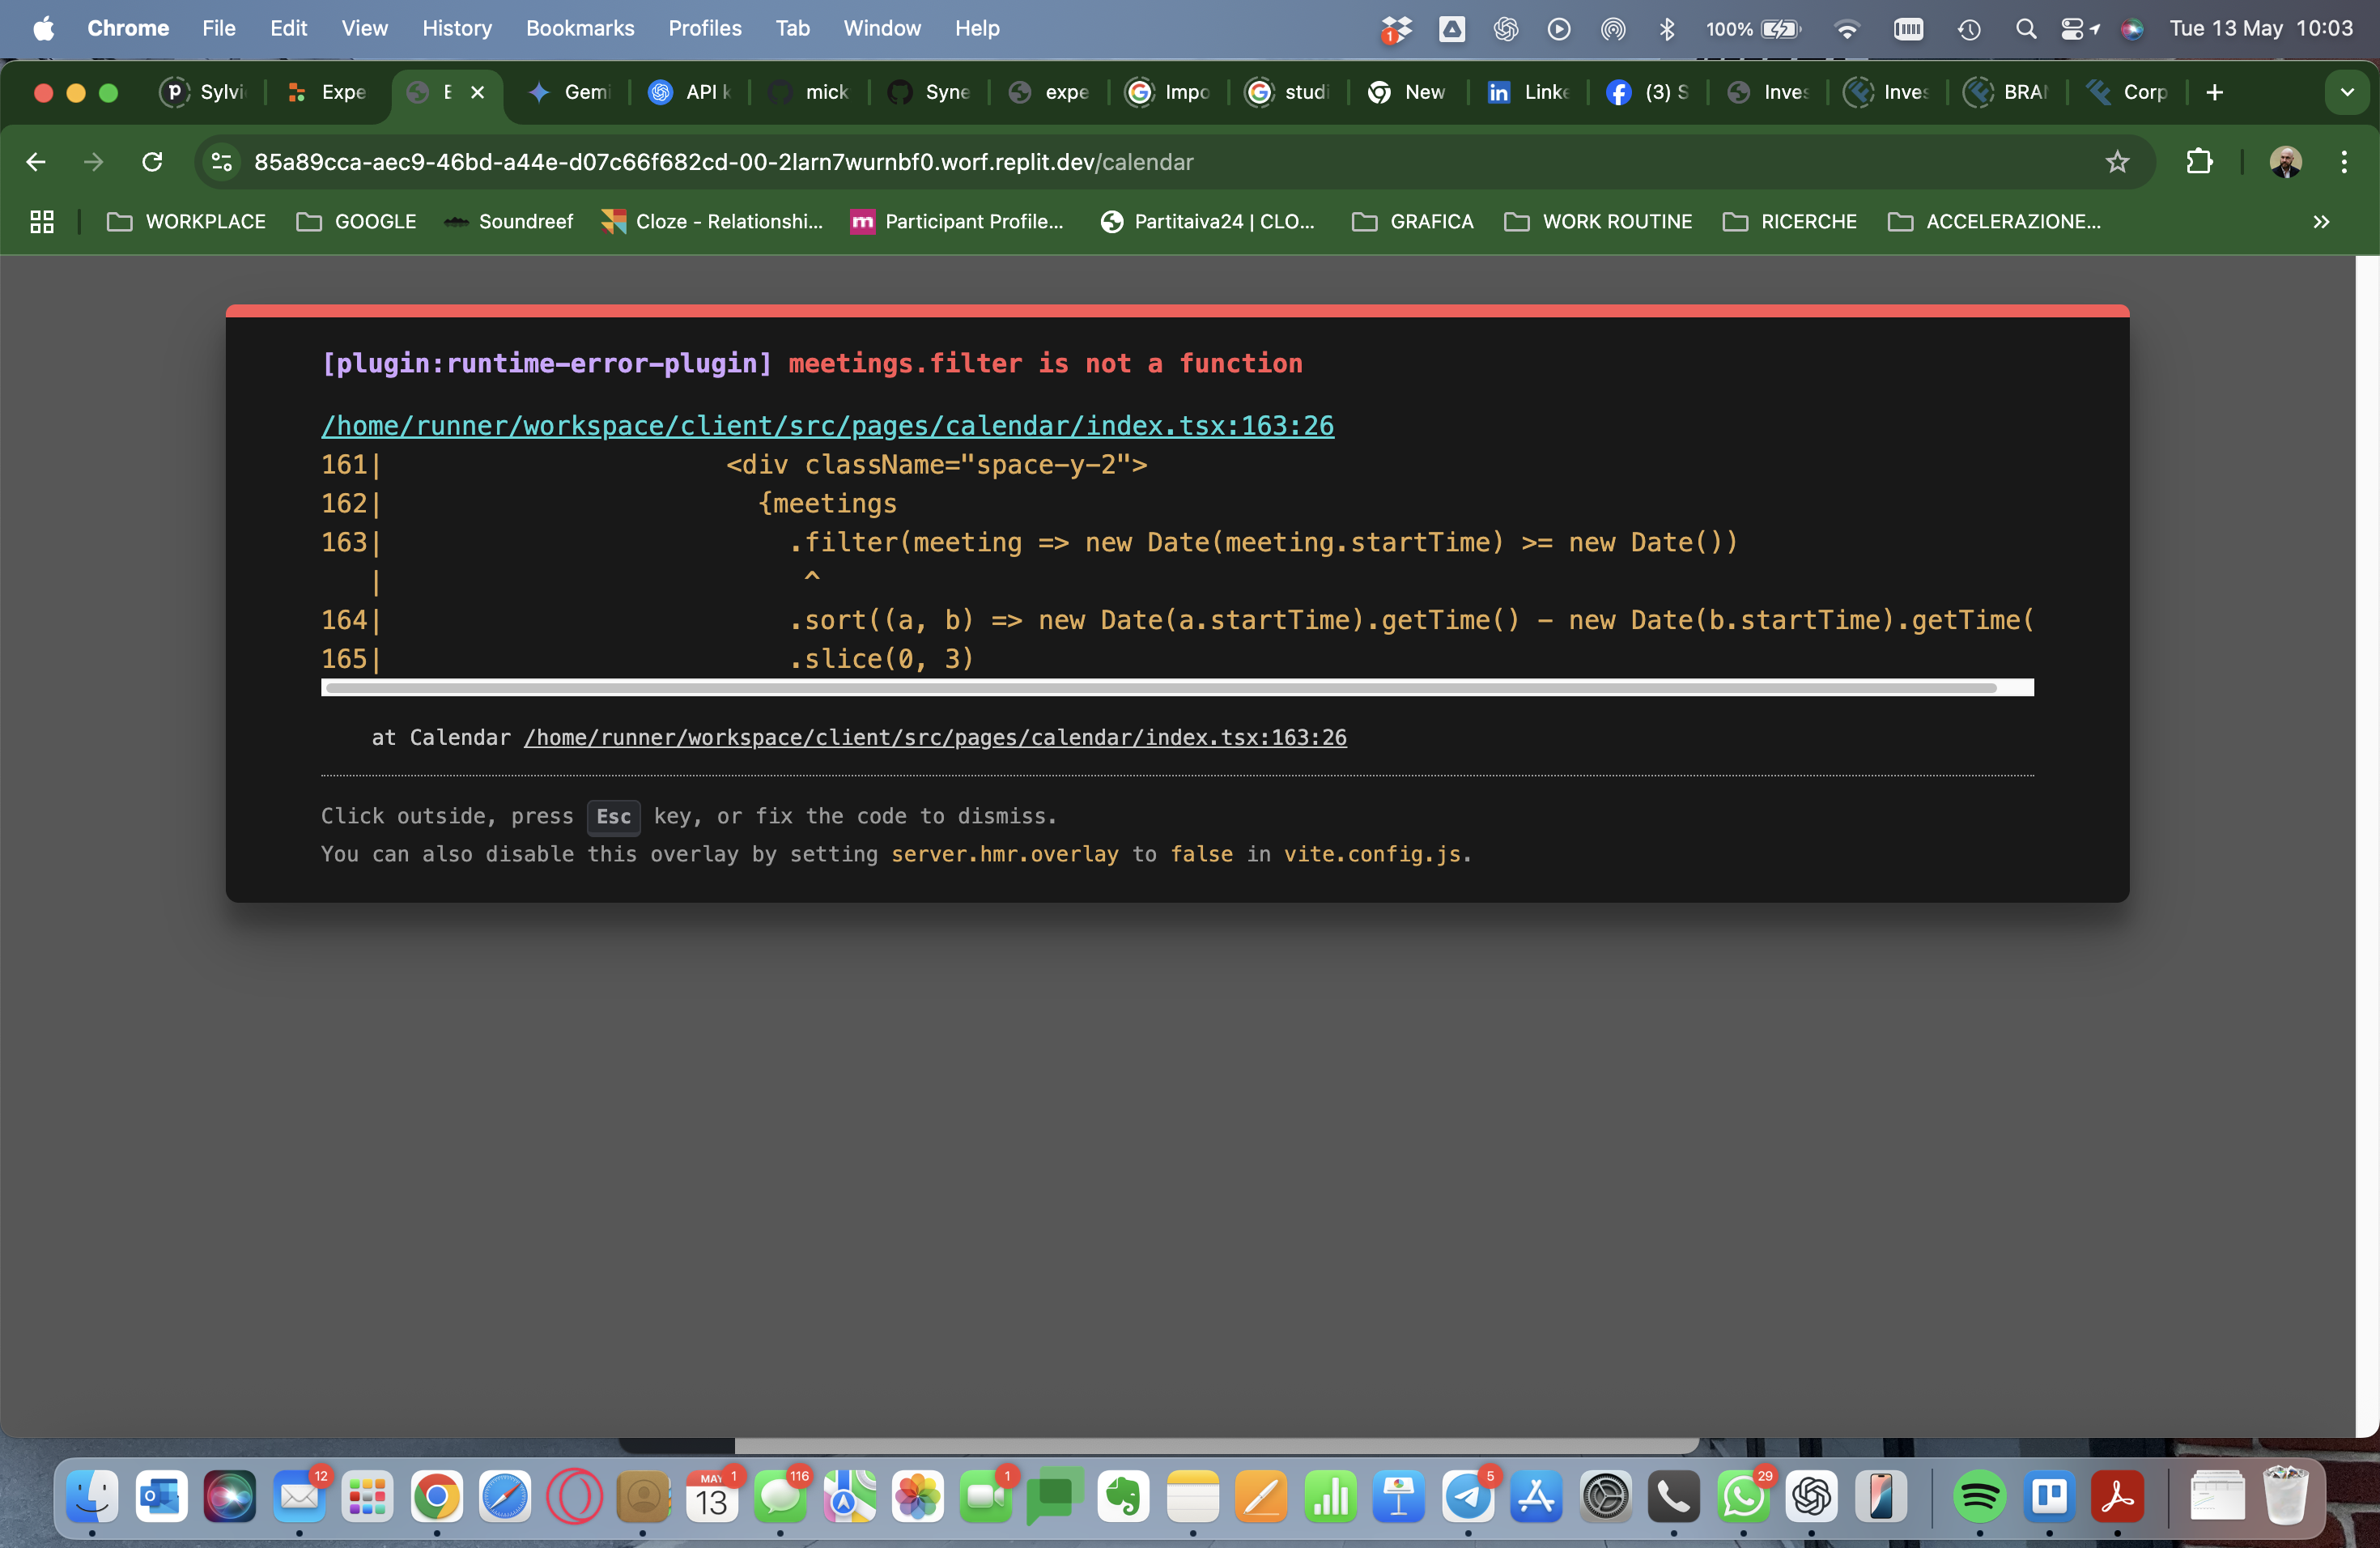 Chrome File Edit View History Bookmarks Profiles Tab Window Help 1 100% Tue 13 May 10:03
Sylvi Expe E Gemi API k mick Syne expe Impo studi New Linke (3) S Inves Inves BRAN Corp
85a89cca-aec9-46bd-a44e-d07c66f682cd-00-2larn7wurnbf0.worf.replit.dev/calendar
WORKPLACE GOOGLE Soundreef Cloze - Relationshi... Participant Profile... Partitaiva24 | CLO... GRAFICA WORK ROUTINE RICERCHE ACCELERAZIONE...
[plugin:runtime-error-plugin] meetings.filter is not a function
/home/runner/workspace/client/src/pages/calendar/index.tsx:163:26
161| <div className="space-y-2">
162| {meetings
163| .filter(meeting => new Date(meeting.startTime) >= new Date())
| ^
164| .sort((a, b) => new Date(a.startTime).getTime() - new Date(b.startTime).getTime(
165| .slice(0, 3)
at Calendar /home/runner/workspace/client/src/pages/calendar/index.tsx:163:26
Click outside, press Esc key, or fix the code to dismiss.
You can also disable this overlay by setting server.hmr.overlay to false in vite.config.js.
12 MAY 13 1 116 1 5 29